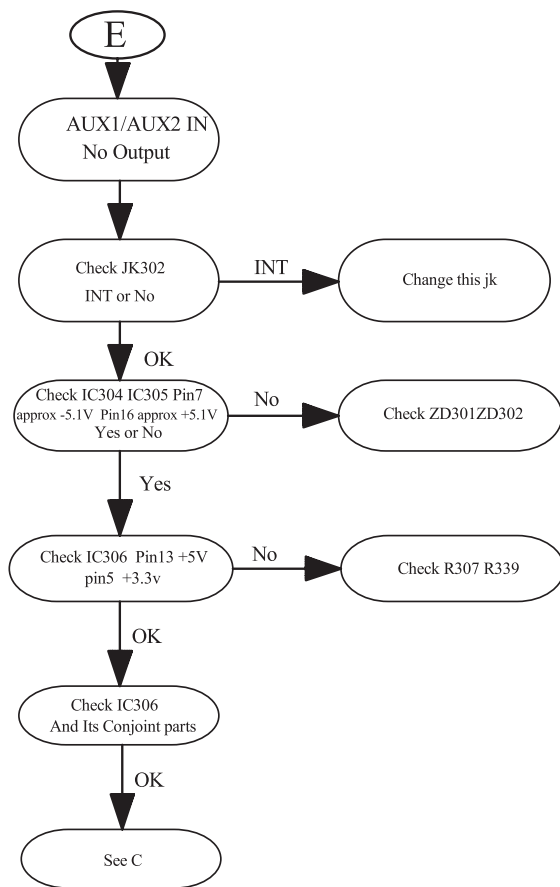 E
AUX1/AUX2 IN
No Output
Check JK302
INT or No
INT
Change this jk
OK
Check IC304 IC305 Pin7
approx -5.1V Pin16 approx +5.1V
Yes or No
No
Check ZD301ZD302
Yes
Check IC306 Pin13 +5V
pin5 +3.3v
No
Check R307 R339
OK
Check IC306
And Its Conjoint parts
OK
See C